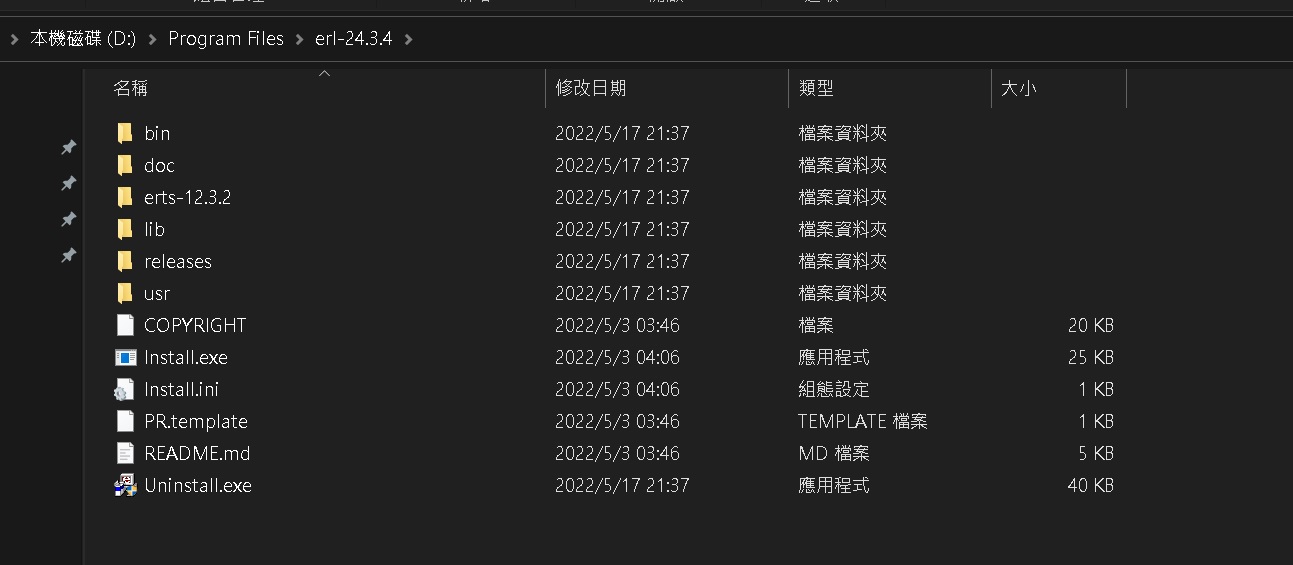 本機磁碟 (D:) > Program Files > erl-24.3.4 >
名稱 修改日期 類型 大小
bin 2022/5/17 21:37 檔案資料夾
doc 2022/5/17 21:37 檔案資料夾
erts-12.3.2 2022/5/17 21:37 檔案資料夾
lib 2022/5/17 21:37 檔案資料夾
releases 2022/5/17 21:37 檔案資料夾
usr 2022/5/17 21:37 檔案資料夾
COPYRIGHT 2022/5/3 03:46 檔案 20 KB
Install.exe 2022/5/3 04:06 應用程式 25 KB
Install.ini 2022/5/3 04:06 組態設定 1 KB
PR.template 2022/5/3 03:46 TEMPLATE 檔案 1 KB
README.md 2022/5/3 03:46 MD 檔案 5 KB
Uninstall.exe 2022/5/17 21:37 應用程式 40 KB